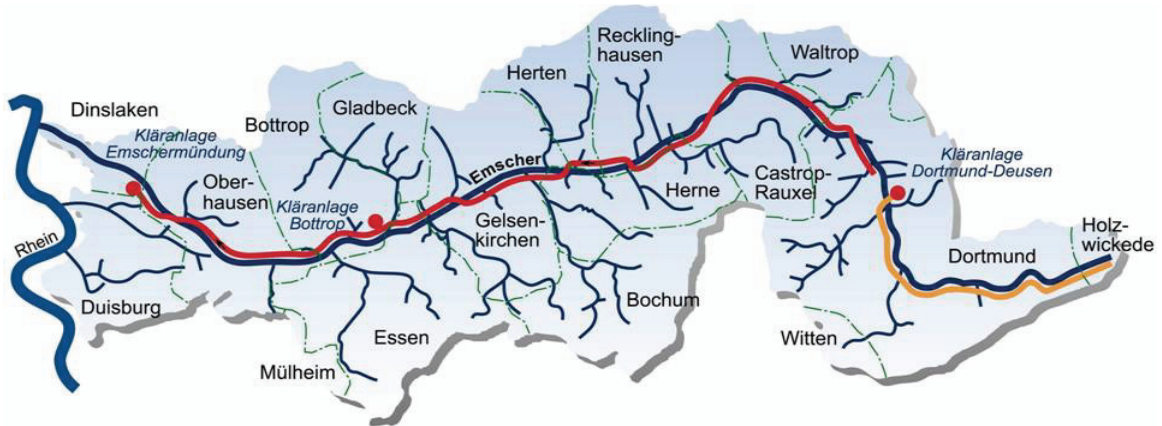 Dinslaken
Kläranlage
Emschermündung
Bottrop
Gladbeck
Herten
Reckling-
hausen
Waltrop
Kläranlage
Dortmund-Deusen
Ober-
hausen
Kläranlage
Bottrop
Emscher
Gelsen-
kirchen
Herne
Castrop-
Rauxel
Holz-
wickede
Rhein
Duisburg
Mülheim
Essen
Bochum
Witten
Dortmund